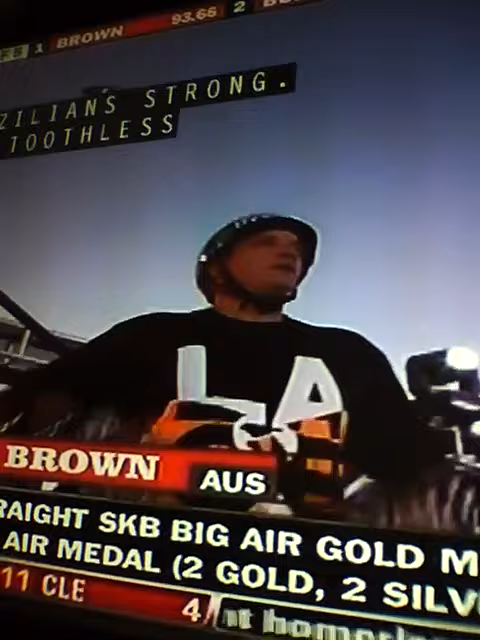 1 BROWN 93.66 2
ZILIANS STRONG.
TOOTHLESS
LA
BROWN AUS
RAIGHT SKB BIG AIR GOLD M
AIR MEDAL (2 GOLD, 2 SILV
11 CLE 4